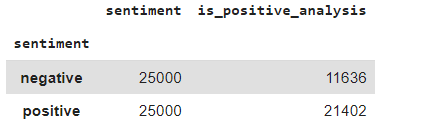 sentiment is_positive_analysis
sentiment
negative 25000 11636
positive 25000 21402